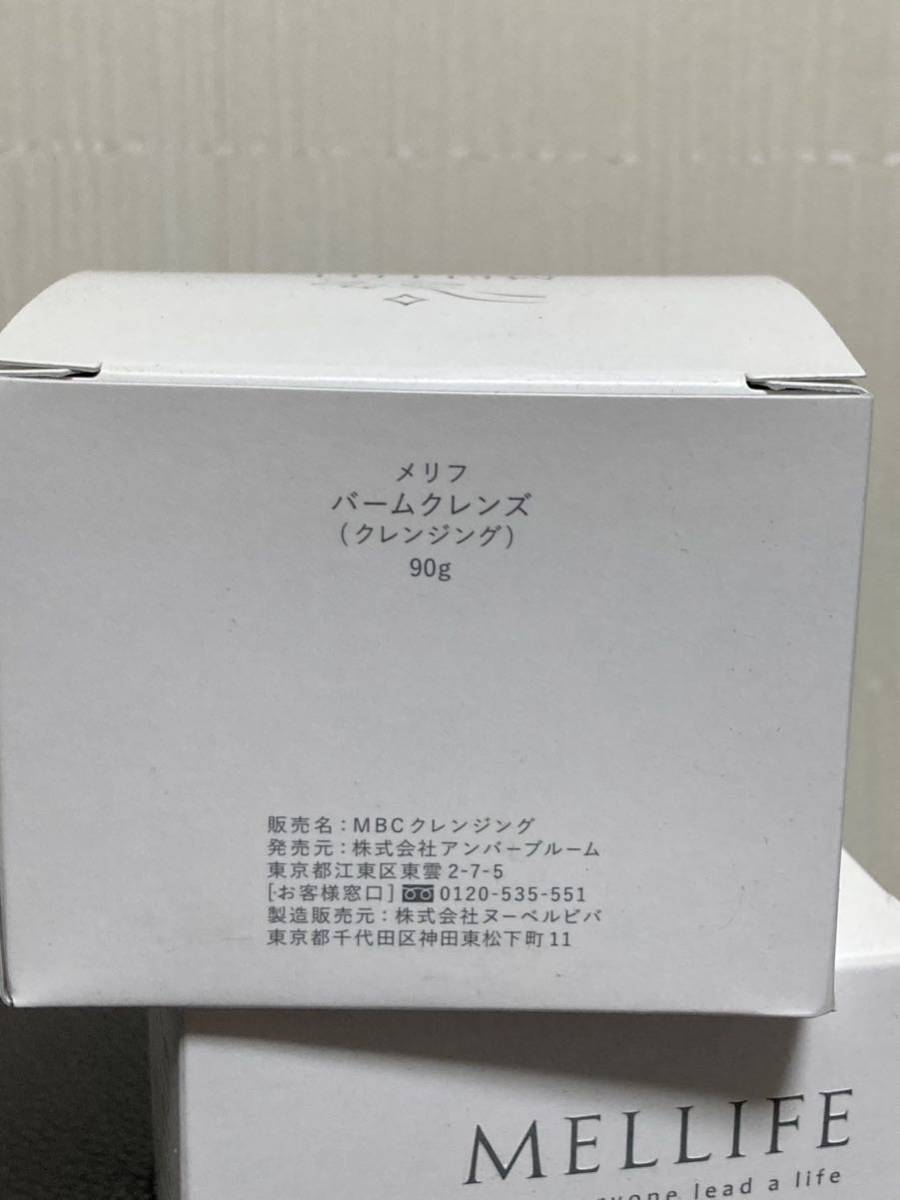 メリフ
バームクレンズ
(クレンジング)
90g
販売名:MBCクレンジング
発売元:株式会社アンバーブルーム
東京都江東区東雲2-7-5
[お客様窓口] 0120-535-551
製造販売元:株式会社ヌーベルビバ
東京都千代田区神田東松下町11
MELLIFE
lead a life